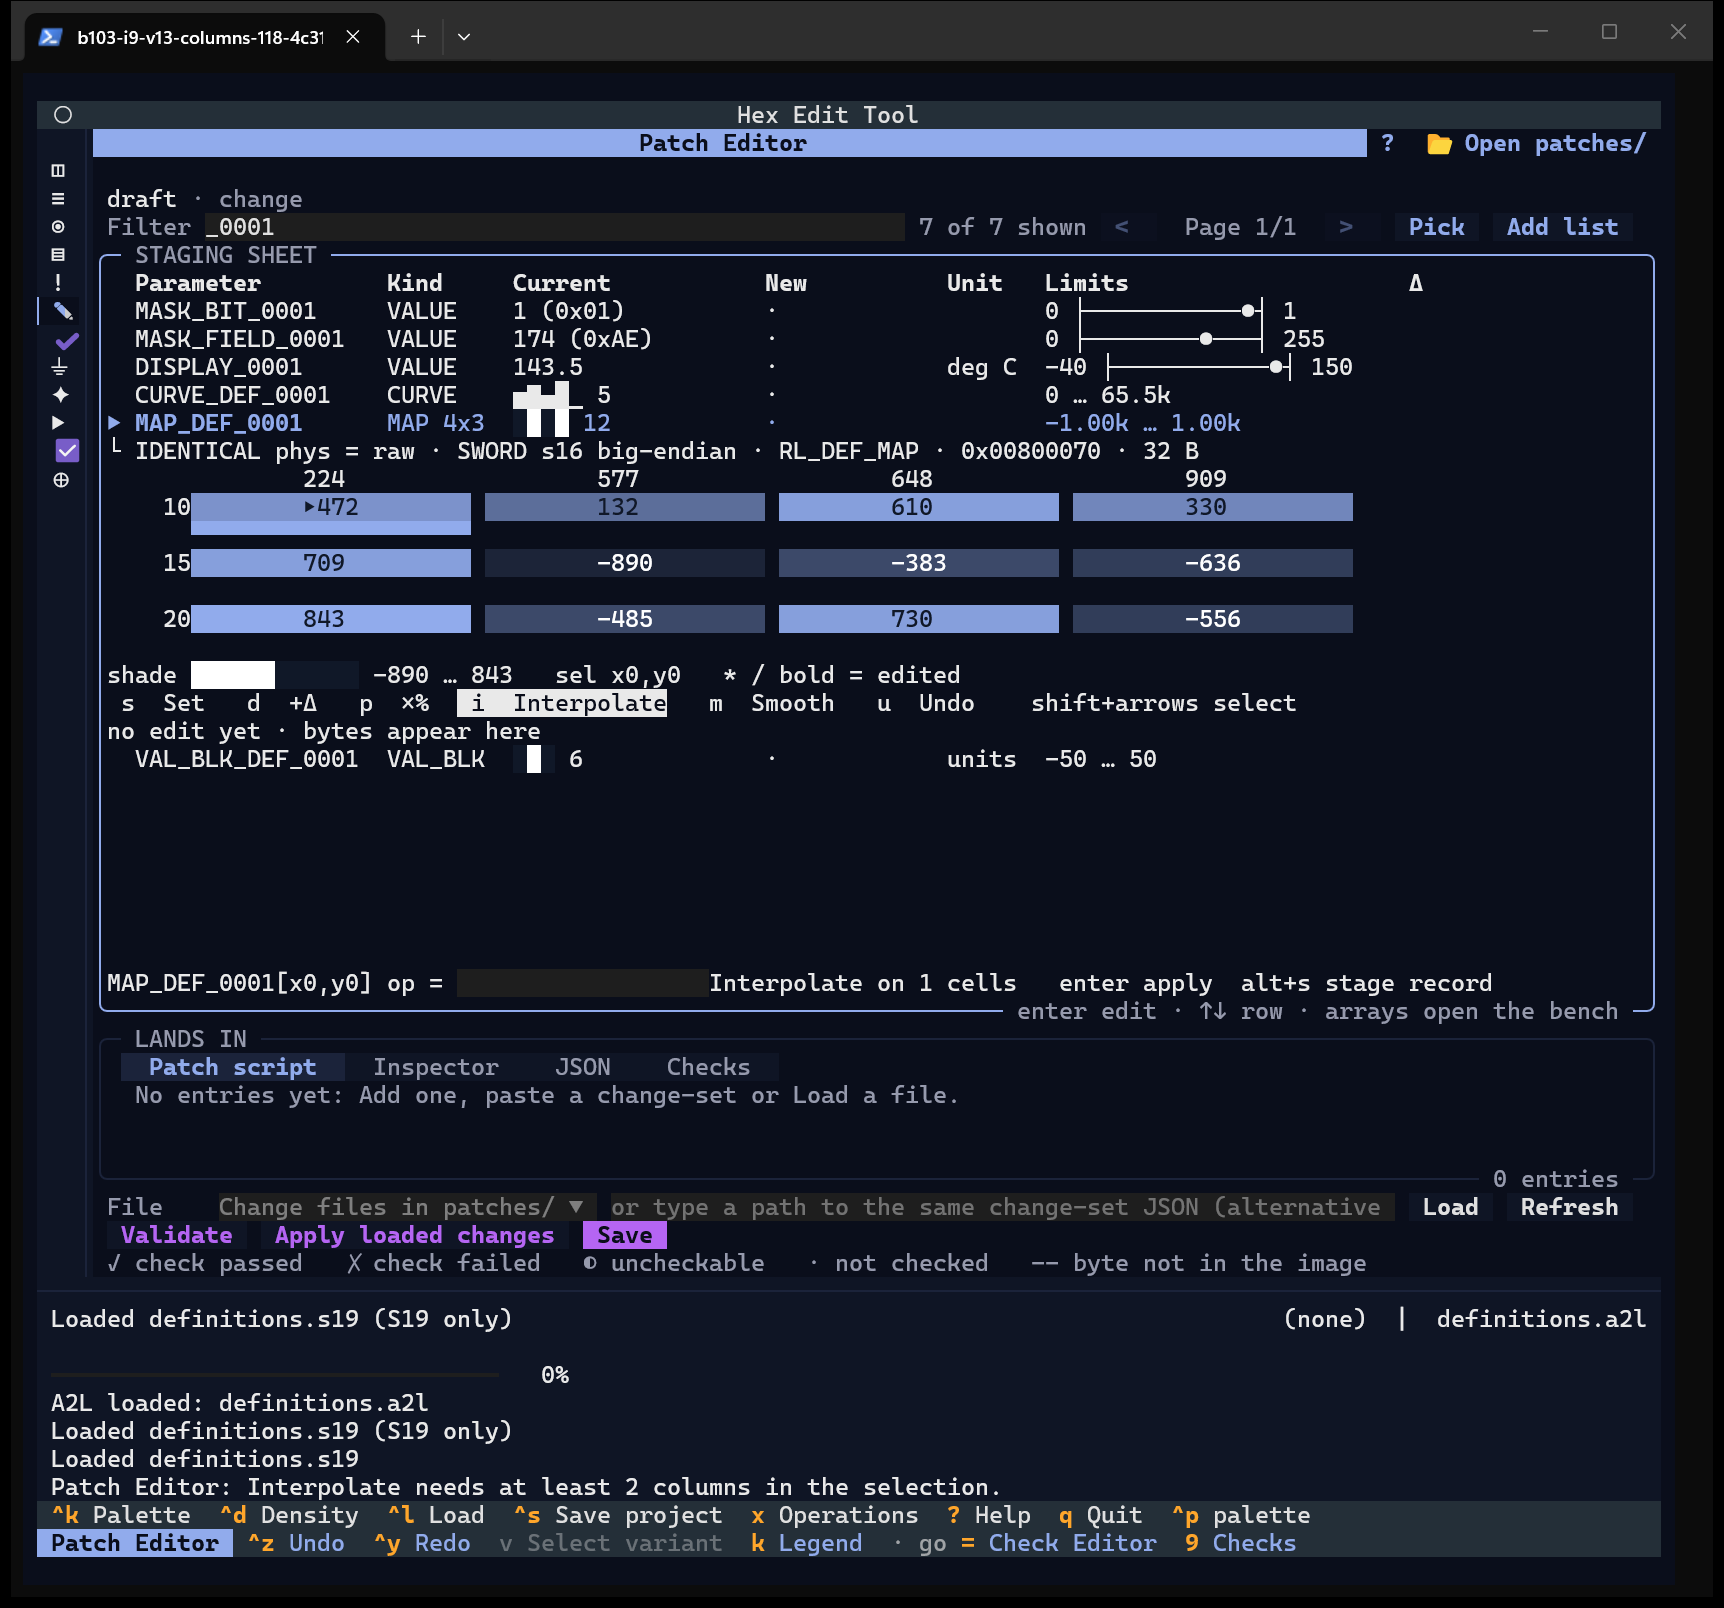 b103-i9-v13-columns-118-4c31
Hex Edit Tool
Patch Editor ? Open patches/
draft · change
Filter _0001 7 of 7 shown < Page 1/1 > Pick Add list
STAGING SHEET
Parameter Kind Current New Unit Limits Δ
MASK_BIT_0001 VALUE 1 (0x01) · 0 1
MASK_FIELD_0001 VALUE 174 (0xAE) · 0 255
DISPLAY_0001 VALUE 143.5 · deg C -40 150
CURVE_DEF_0001 CURVE 5 · 0 … 65.5k
▶ MAP_DEF_0001 MAP 4x3 12 · -1.00k … 1.00k
└ IDENTICAL phys = raw · SWORD s16 big-endian · RL_DEF_MAP · 0x00800070 · 32 B
224 577 648 909
10 ▸472 132 610 330
15 709 -890 -383 -636
20 843 -485 730 -556
shade -890 … 843 sel x0,y0 * / bold = edited
s Set d +Δ p ×% i Interpolate m Smooth u Undo shift+arrows select
no edit yet · bytes appear here
VAL_BLK_DEF_0001 VAL_BLK 6 · units -50 … 50
MAP_DEF_0001[x0,y0] op = Interpolate on 1 cells enter apply alt+s stage record
enter edit · ↑↓ row · arrays open the bench
LANDS IN
Patch script Inspector JSON Checks
No entries yet: Add one, paste a change-set or Load a file.
0 entries
File Change files in patches/ ▼ or type a path to the same change-set JSON (alternative Load Refresh
Validate Apply loaded changes Save
√ check passed ╳ check failed ◐ uncheckable · not checked -- byte not in the image
Loaded definitions.s19 (S19 only) (none) | definitions.a2l
0%
A2L loaded: definitions.a2l
Loaded definitions.s19 (S19 only)
Loaded definitions.s19
Patch Editor: Interpolate needs at least 2 columns in the selection.
^k Palette ^d Density ^l Load ^s Save project x Operations ? Help q Quit ^p palette
Patch Editor ^z Undo ^y Redo v Select variant k Legend · go = Check Editor 9 Checks